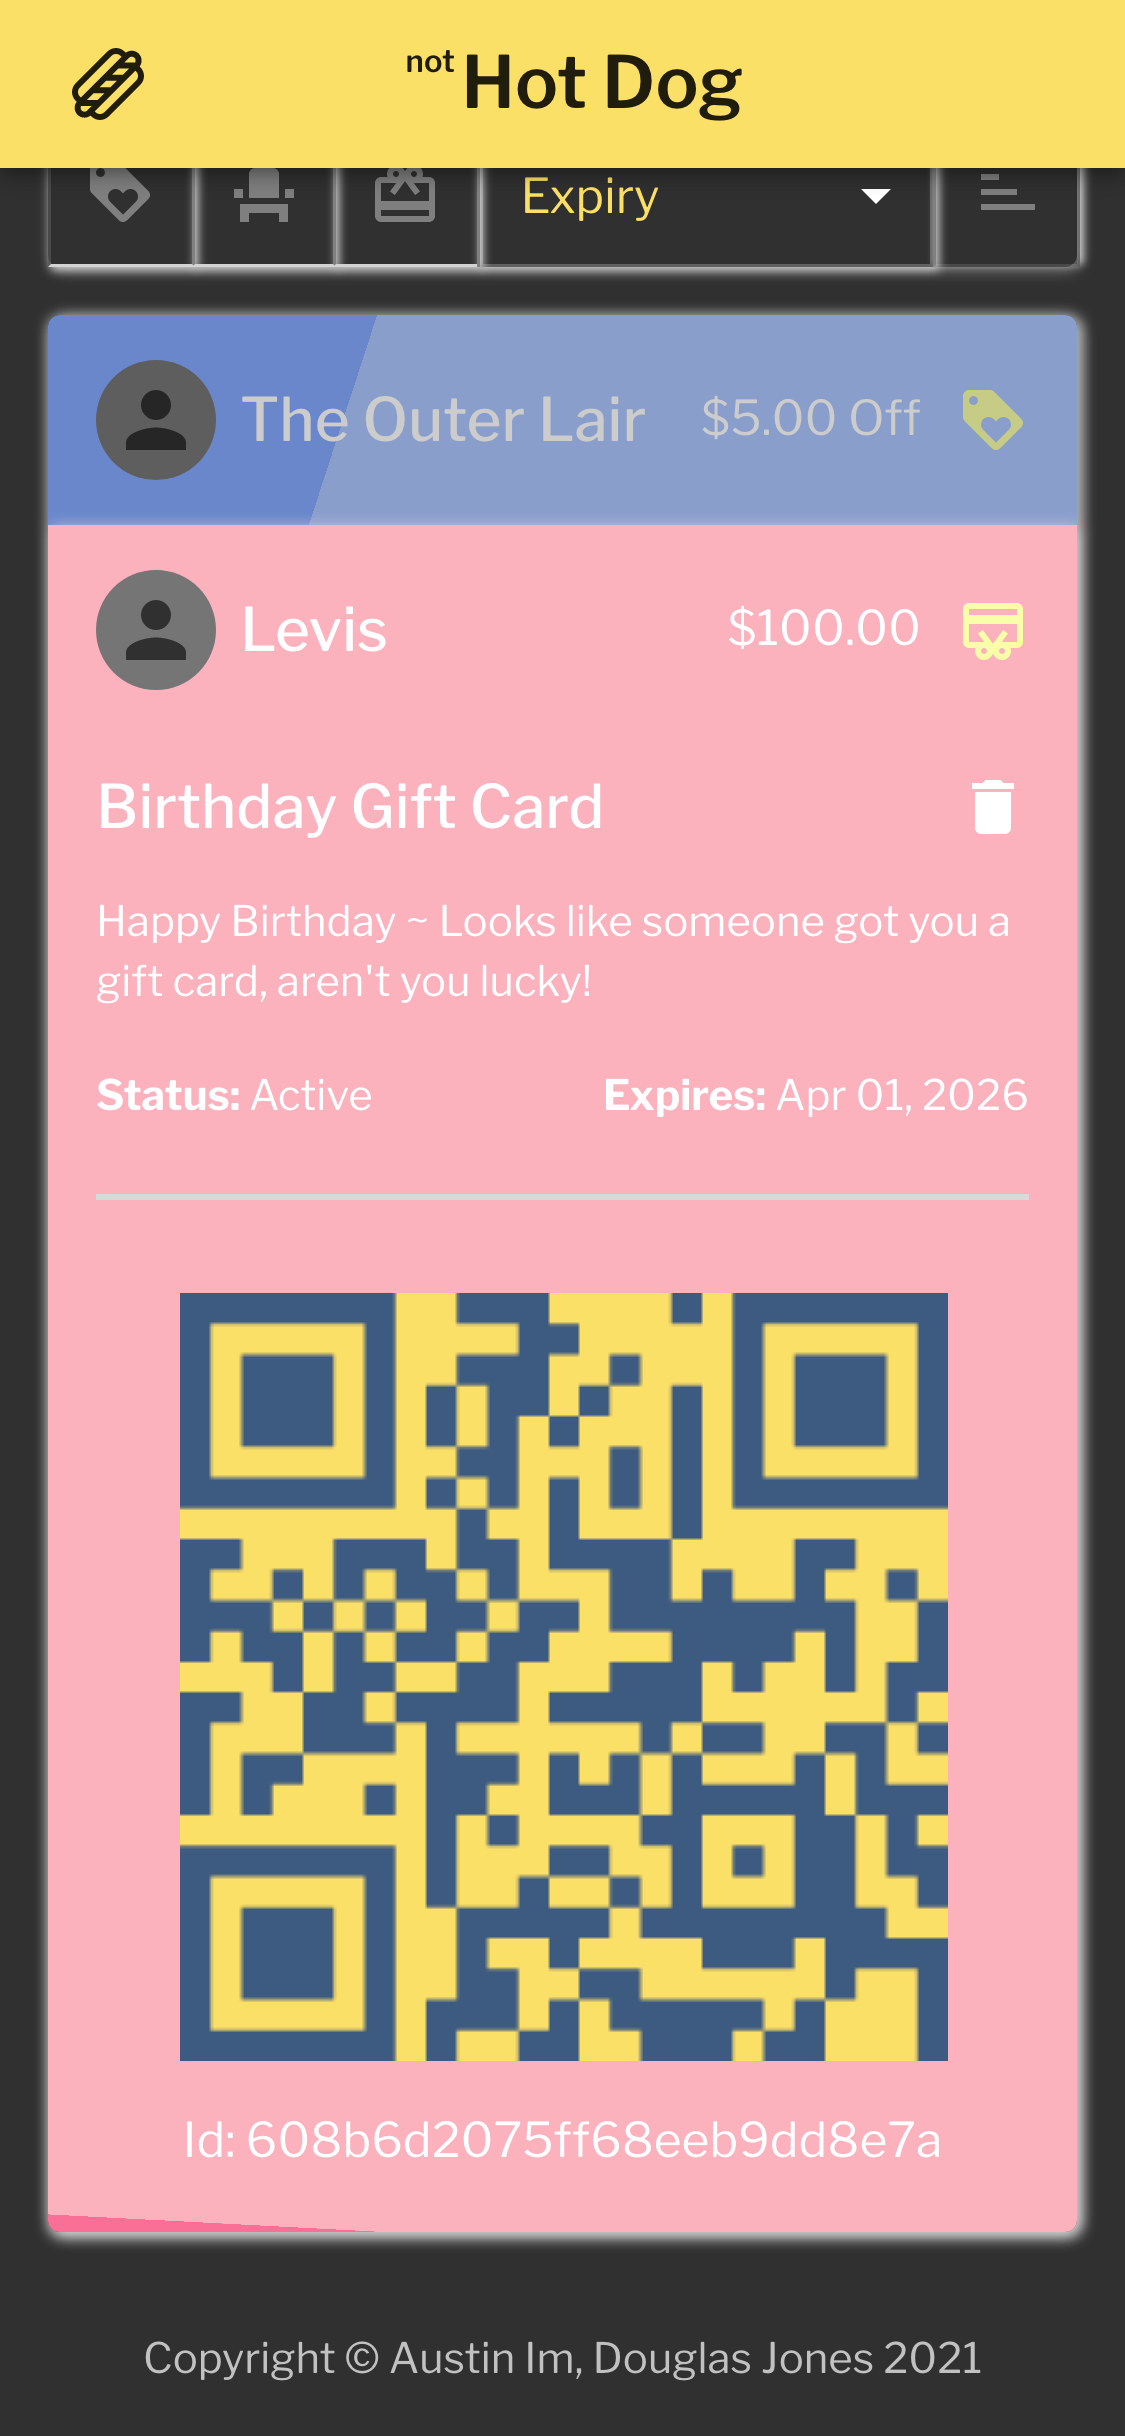 not Hot Dog
Expiry
The Outer Lair $5.00 Off
Levis $100.00
Birthday Gift Card
Happy Birthday ~ Looks like someone got you a
gift card, aren't you lucky!
Status: Active Expires: Apr 01, 2026
Id: 608b6d2075ff68eeb9dd8e7a
Copyright © Austin Im, Douglas Jones 2021